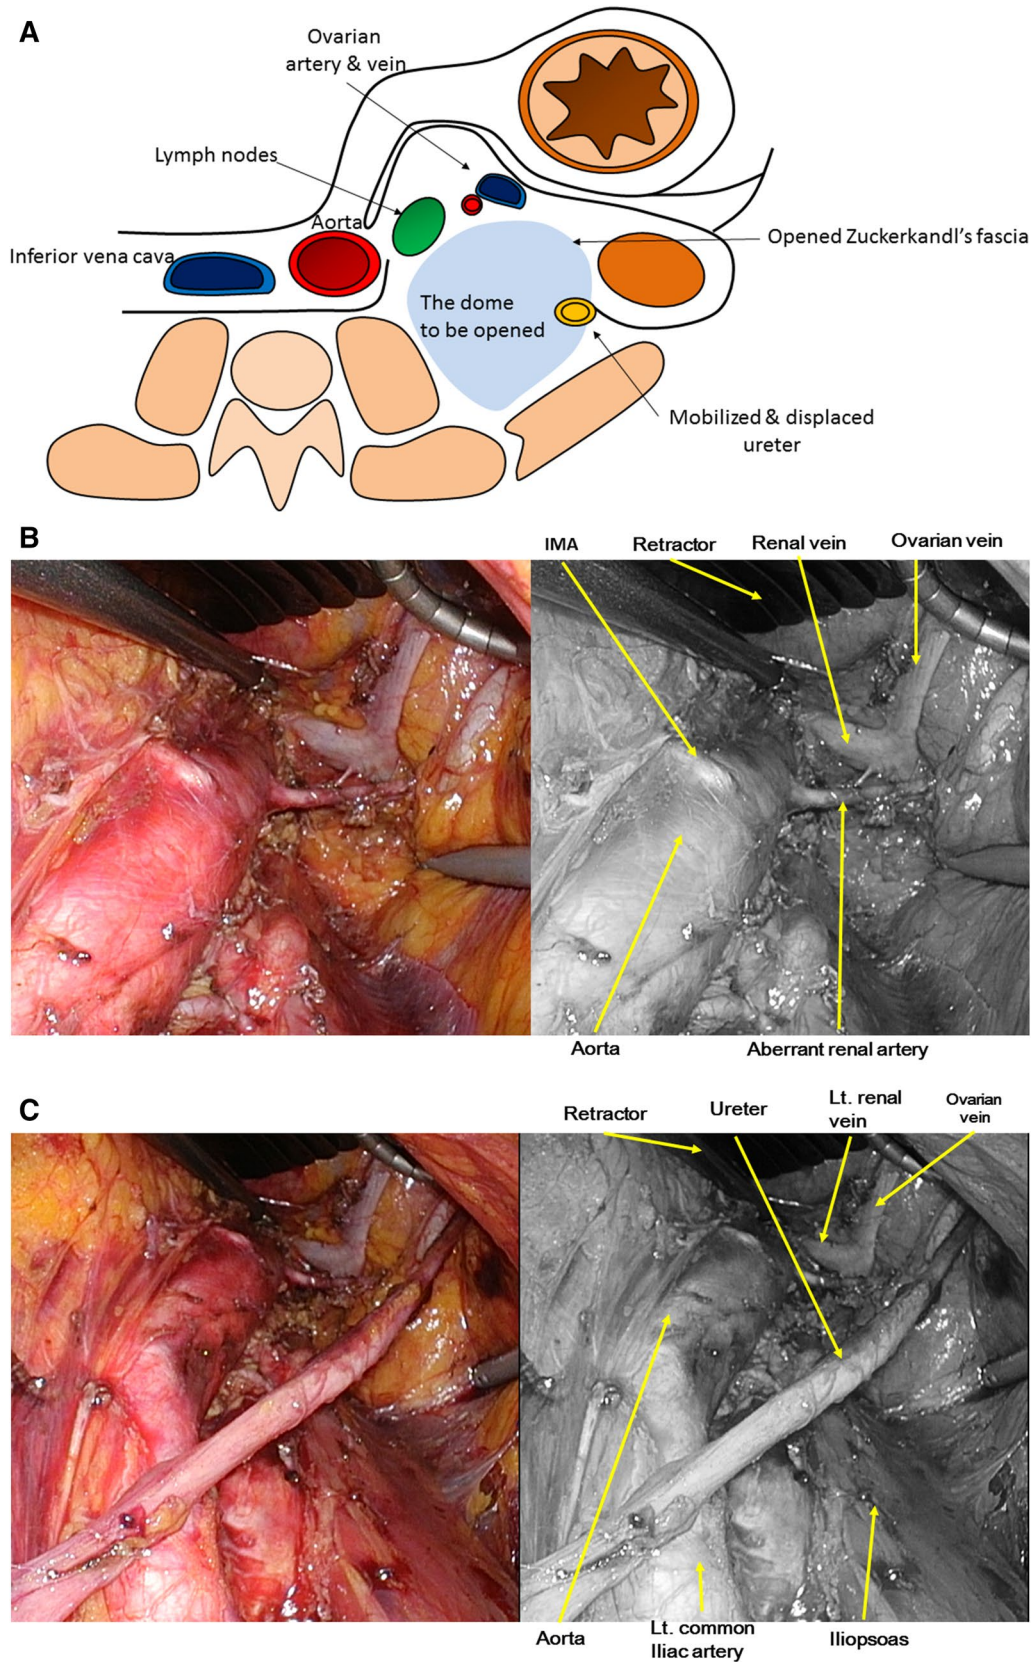 A
Ovarian
artery & vein
Lymph nodes
Aorta
Inferior vena cava
Opened Zuckerkandl's fascia
The dome
to be opened
Mobilized & displaced
ureter
B
IMA
Retractor
Renal vein
Ovarian vein
Aorta
Aberrant renal artery
C
Retractor
Ureter
Lt. renal
vein
Ovarian
vein
Aorta
Lt. common
Iliac artery
Iliopsoas